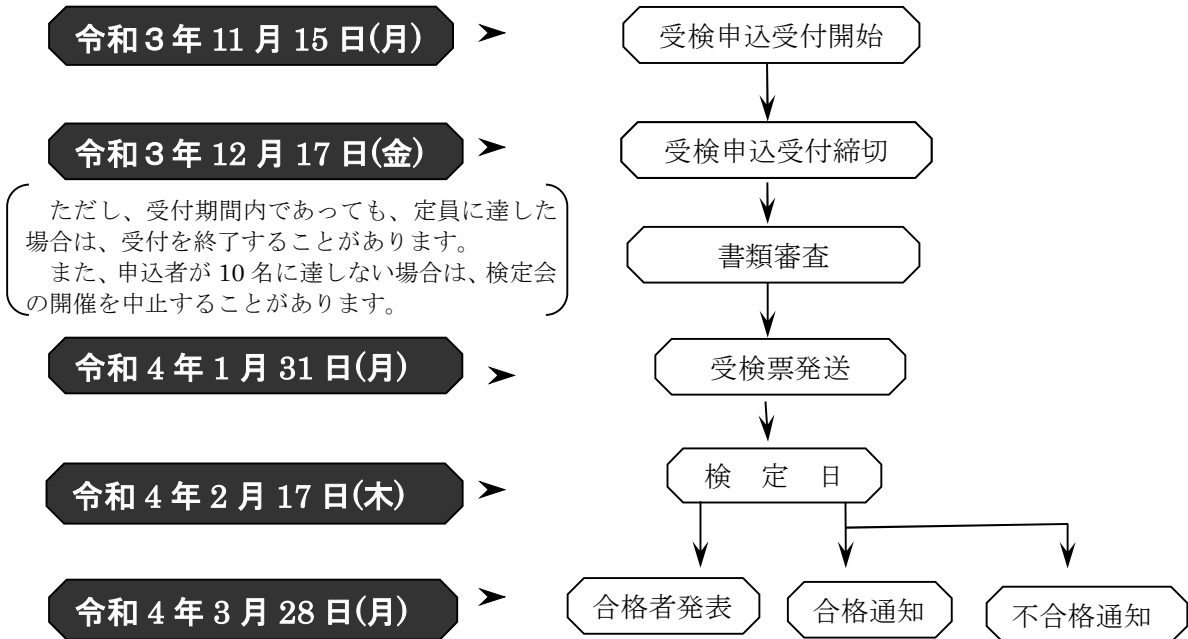 令和３年 11 月 15 日(月)
受検申込受付開始
令和３年 12 月 17 日(金)
受検申込受付締切
ただし、受付期間内であっても、定員に達した
場合は、受付を終了することがあります。
また、申込者が 10 名に達しない場合は、検定会
の開催を中止することがあります。
書類審査
令和 4 年 1 月 31 日(月)
受検票発送
令和 4 年 2 月 17 日(木)
検　定　日
令和 4 年 3 月 28 日(月)
合格者発表
合格通知
不合格通知